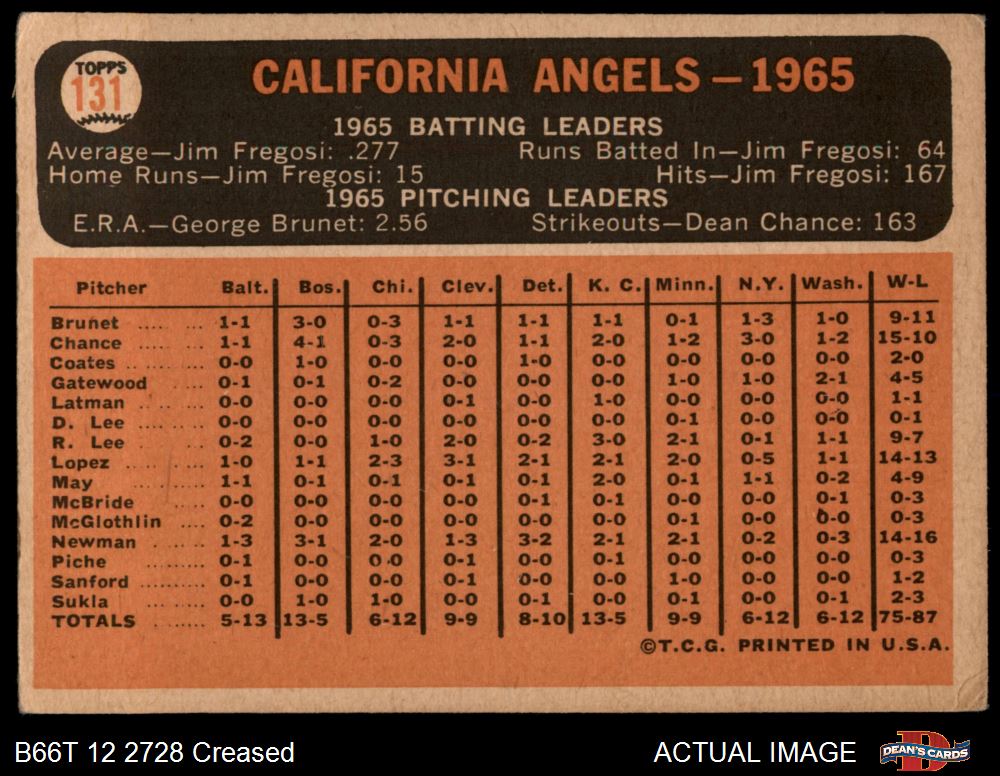 TOPPS
131
CALIFORNIA ANGELS — 1965
1965 BATTING LEADERS
Average—Jim Fregosi: .277 Runs Batted In—Jim Fregosi: 64
Home Runs—Jim Fregosi: 15 Hits—Jim Fregosi: 167
1965 PITCHING LEADERS
E.R.A.—George Brunet: 2.56 Strikeouts—Dean Chance: 163
Pitcher Balt. Bos. Chi. Clev. Det. K. C. Minn. N.Y. Wash. W-L
Brunet 1-1 3-0 0-3 1-1 1-1 1-1 0-1 1-3 1-0 9-11
Chance 1-1 4-1 0-3 2-0 1-1 2-0 1-2 3-0 1-2 15-10
Coates 0-0 1-0 0-0 0-0 1-0 0-0 0-0 0-0 0-0 2-0
Gatewood 0-1 0-1 0-2 0-0 0-0 0-0 1-0 1-0 2-1 4-5
Latman 0-0 0-0 0-0 0-1 0-0 1-0 0-0 0-0 0-0 1-1
D. Lee 0-0 0-0 0-0 0-0 0-0 0-0 0-1 0-0 0-0 0-1
R. Lee 0-2 0-0 1-0 2-0 0-2 3-0 2-1 0-1 1-1 9-7
Lopez 1-0 1-1 2-3 3-1 2-1 2-1 2-0 0-5 1-1 14-13
May 1-1 0-1 0-1 0-1 0-1 2-0 0-1 1-1 0-2 4-9
McBride 0-0 0-0 0-0 0-0 0-1 0-1 0-0 0-0 0-1 0-3
McGlothlin 0-2 0-0 0-0 0-0 0-0 0-0 0-1 0-0 0-0 0-3
Newman 1-3 3-1 2-0 1-3 3-2 2-1 2-1 0-2 0-3 14-16
Piche 0-1 0-0 0-0 0-1 0-0 0-1 0-0 0-0 0-0 0-3
Sanford 0-1 0-0 0-0 0-1 0-0 0-0 1-0 0-0 0-0 1-2
Sukla 0-0 1-0 1-0 0-0 0-1 0-0 0-1 0-0 0-1 2-3
TOTALS 5-13 13-5 6-12 9-9 8-10 13-5 9-9 6-12 6-12 75-87
©T.C.G. PRINTED IN U.S.A.
B66T 12 2728 Creased ACTUAL IMAGE DEAN'S CARDS